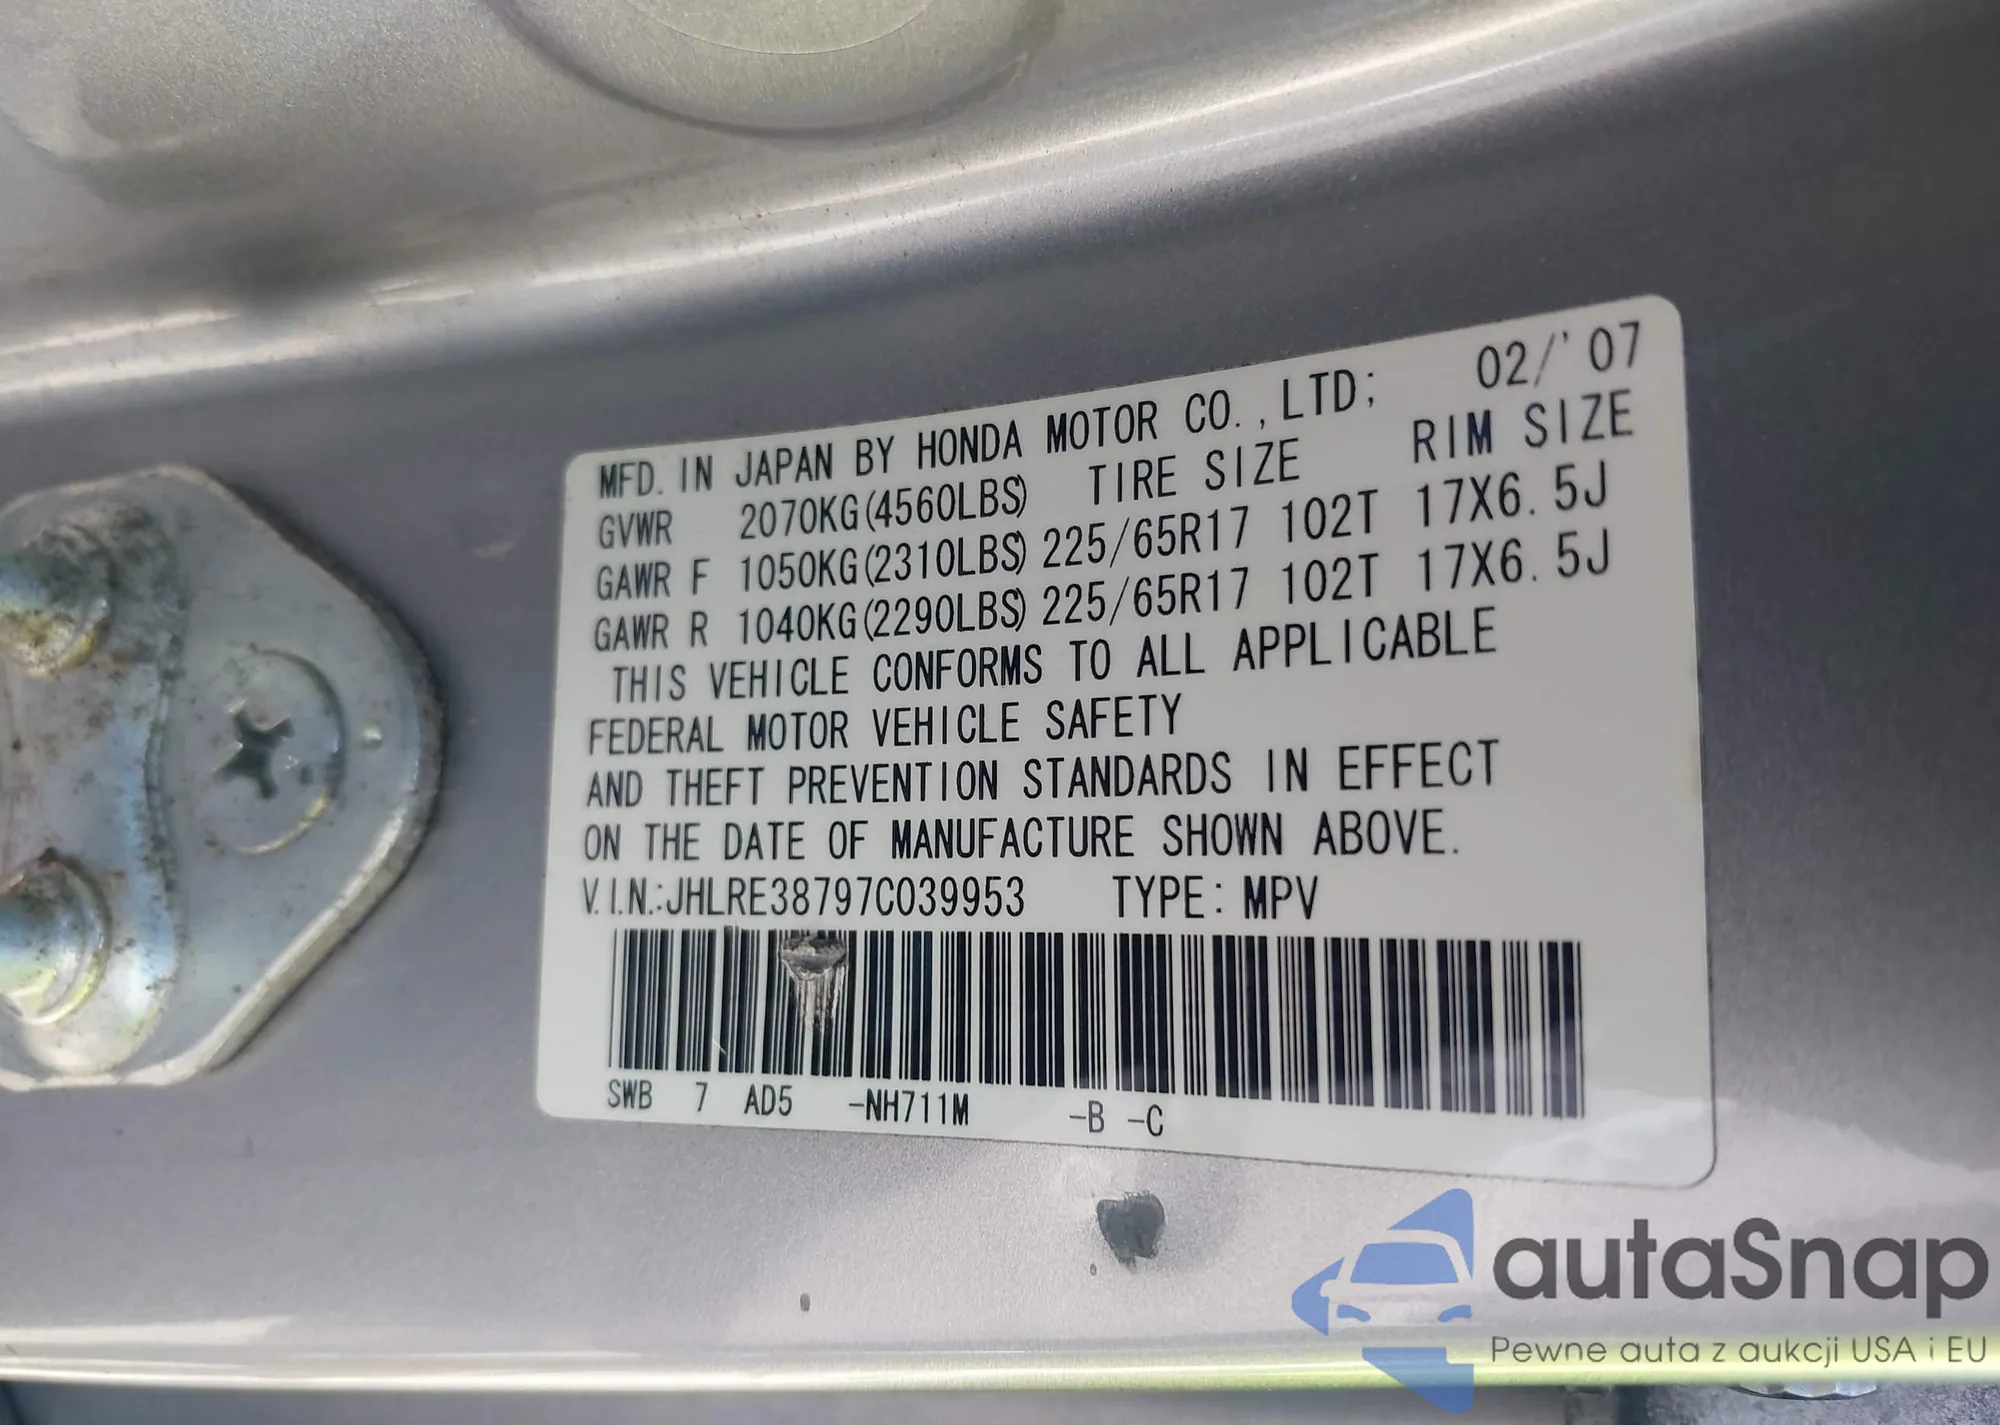 MFD. IN JAPAN BY HONDA MOTOR CO.,LTD; 02/'07
GVWR 2070KG(4560LBS) TIRE SIZE RIM SIZE
GAWR F 1050KG(2310LBS) 225/65R17 102T 17X6.5J
GAWR R 1040KG(2290LBS) 225/65R17 102T 17X6.5J
THIS VEHICLE CONFORMS TO ALL APPLICABLE
FEDERAL MOTOR VEHICLE SAFETY
AND THEFT PREVENTION STANDARDS IN EFFECT
ON THE DATE OF MANUFACTURE SHOWN ABOVE.
V.I.N.:JHLRE38797C039953 TYPE: MPV
SWB 7 AD5 -NH711M -B -C
autaSnap
Pewne auta z aukcji USA i EU